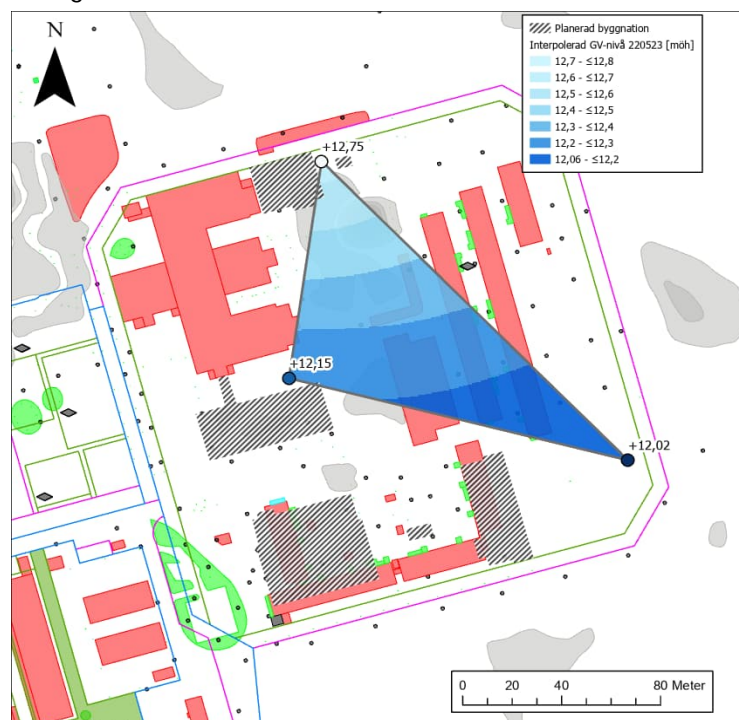 N
Planerad byggnation
Interpolerad GV-nivå 220523 [möh]
12,7 - ≤12,8
12,6 - ≤12,7
12,5 - ≤12,6
12,4 - ≤12,5
12,3 - ≤12,4
12,2 - ≤12,3
12,06 - ≤12,2
+12,75
+12,15
+12,02
0 20 40 80 Meter